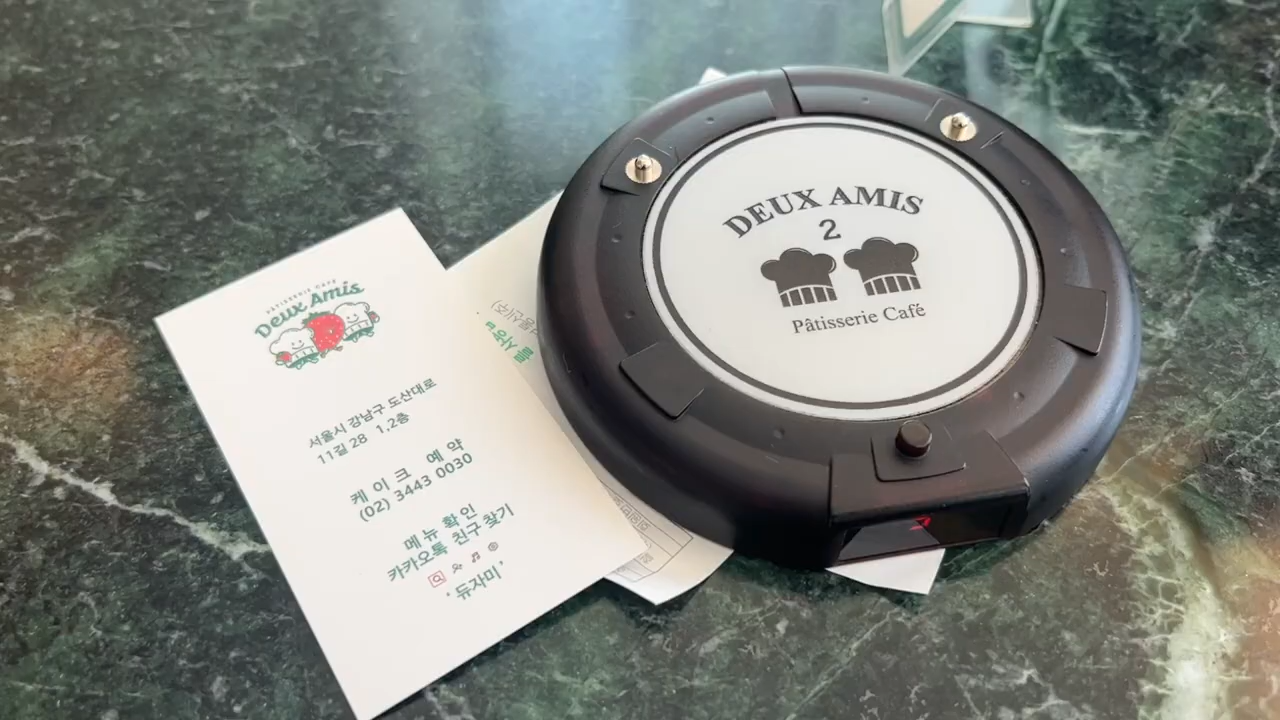 PATISSERIE CAFE
Deux Amis
서울시 강남구 도산대로
11길 28 1,2층
케이크 예약
(02) 3443 0030
메뉴 확인
카카오톡 친구 찾기
'듀자미'
DEUX AMIS
2
Pâtisserie Café